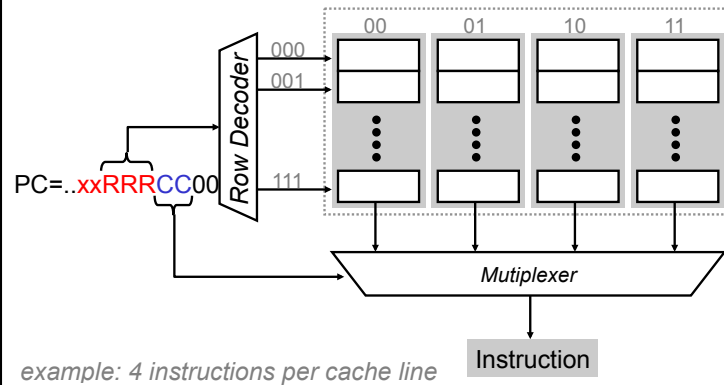 00 01 10 11
000
001
Row Decoder
PC=..xxRRRCC00
111
Mutiplexer
Instruction
example: 4 instructions per cache line